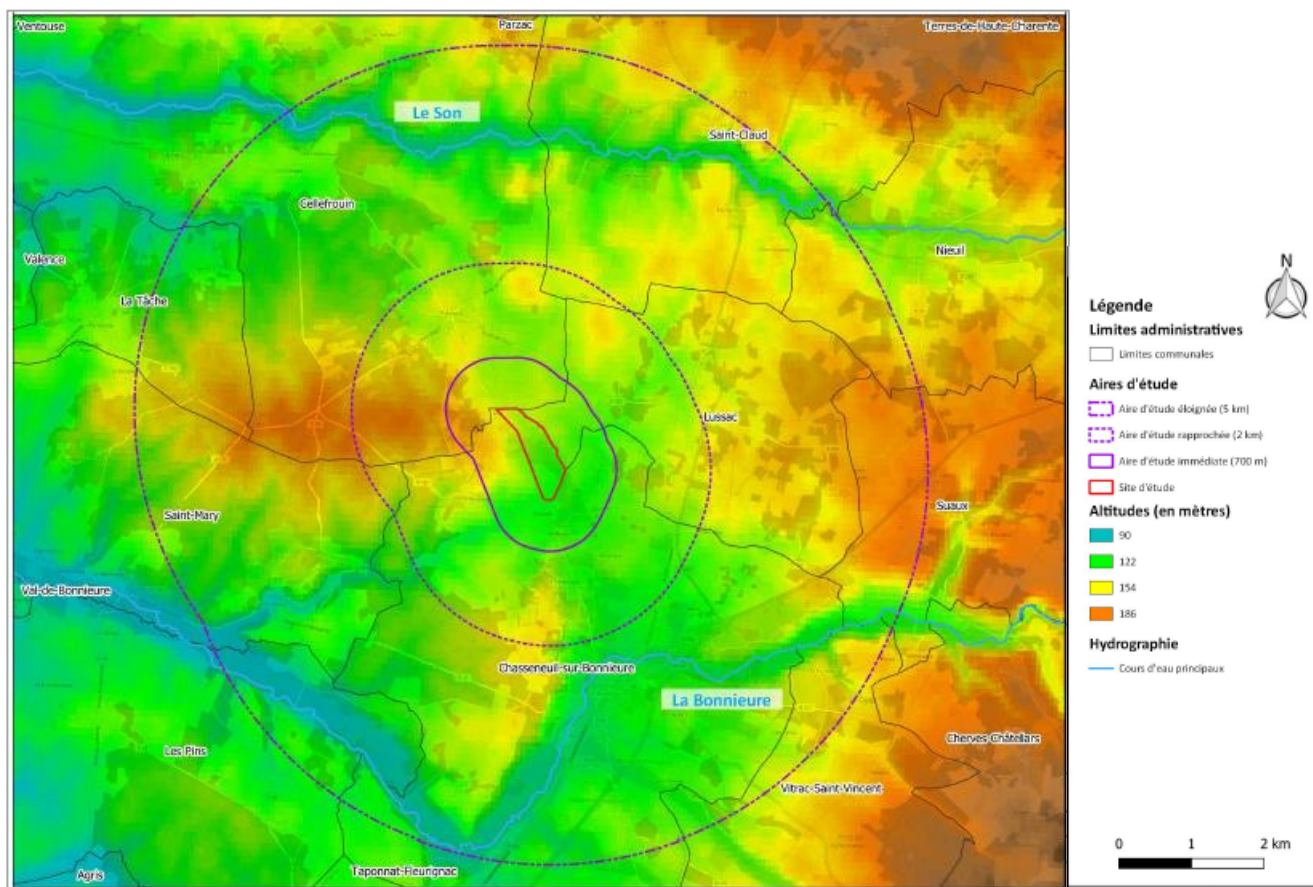 Ventouse
Parzac
Terres-de-Haute-Charente
Le Son
Saint-Claud
Cellefrouin
Nieuil
Valence
La Tâche
Lussac
Suaux
Saint-Mary
Val-de-Bonnieure
Chasseneuil-sur-Bonnieure
La Bonnieure
Les Pins
Cherves-Châtelars
Vitrac-Saint-Vincent
Taponnat-Fleurignac
Agris
N
Légende
Limites administratives
Limites communales
Aires d'étude
Aire d'étude éloignée (5 km)
Aire d'étude rapprochée (2 km)
Aire d'étude immédiate (700 m)
Site d'étude
Altitudes (en mètres)
90
122
154
186
Hydrographie
Cours d'eau principaux
0 1 2 km